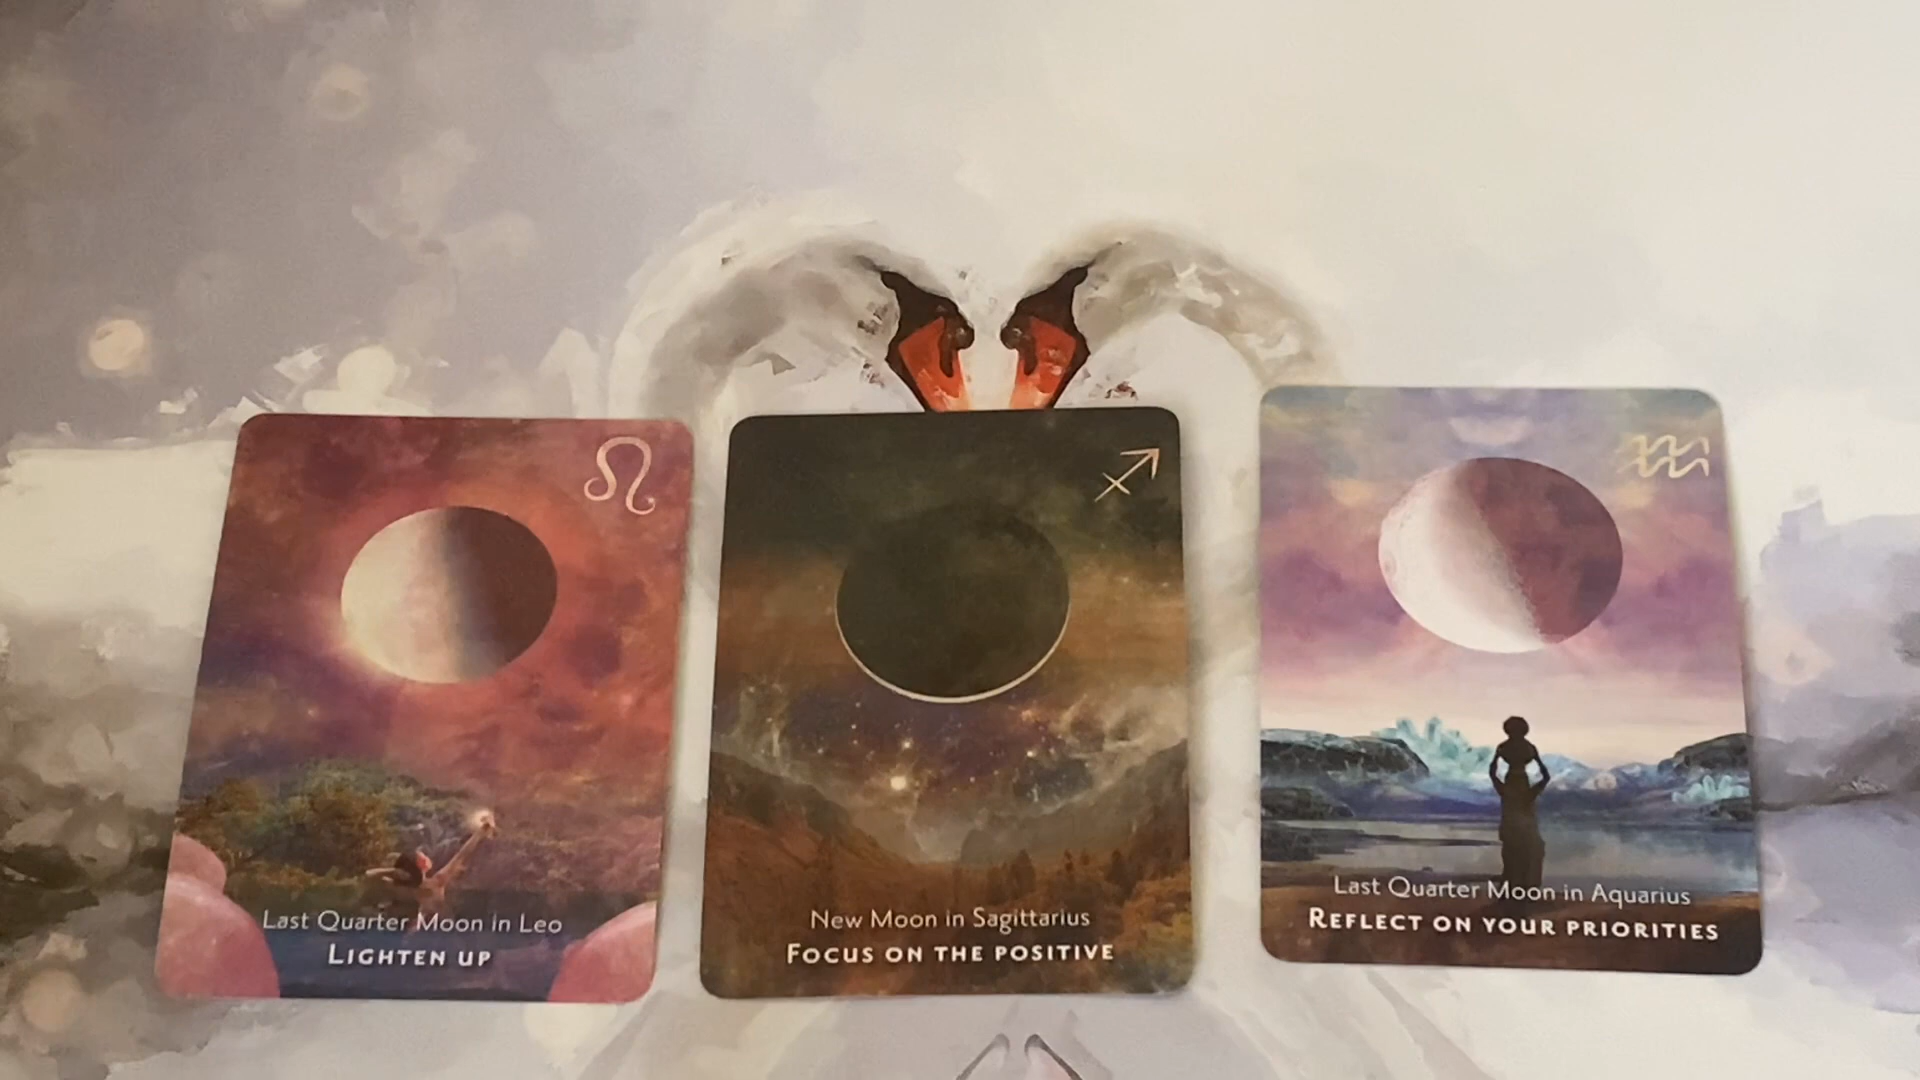 Last Quarter Moon in Leo
Lighten up
New Moon in Sagittarius
Focus on the positive
Last Quarter Moon in Aquarius
Reflect on your priorities